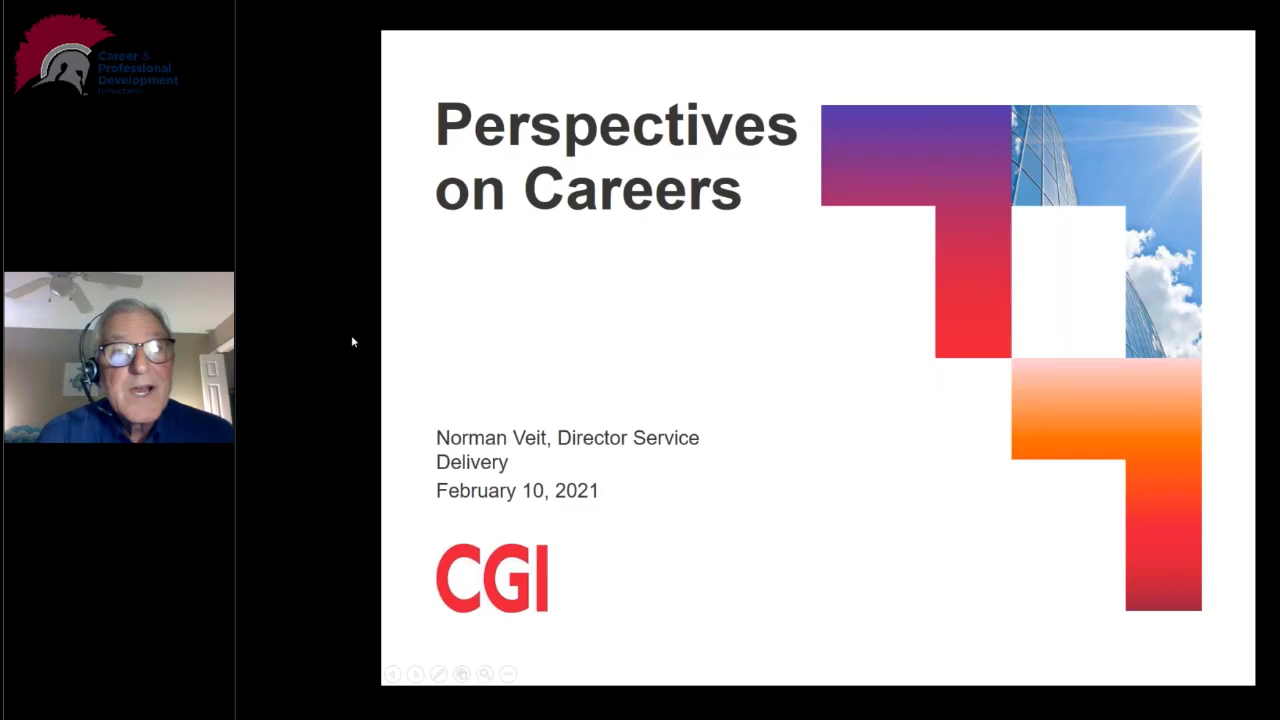 Career &
Professional
Development
Perspectives
on Careers
Norman Veit, Director Service
Delivery
February 10, 2021
CGI